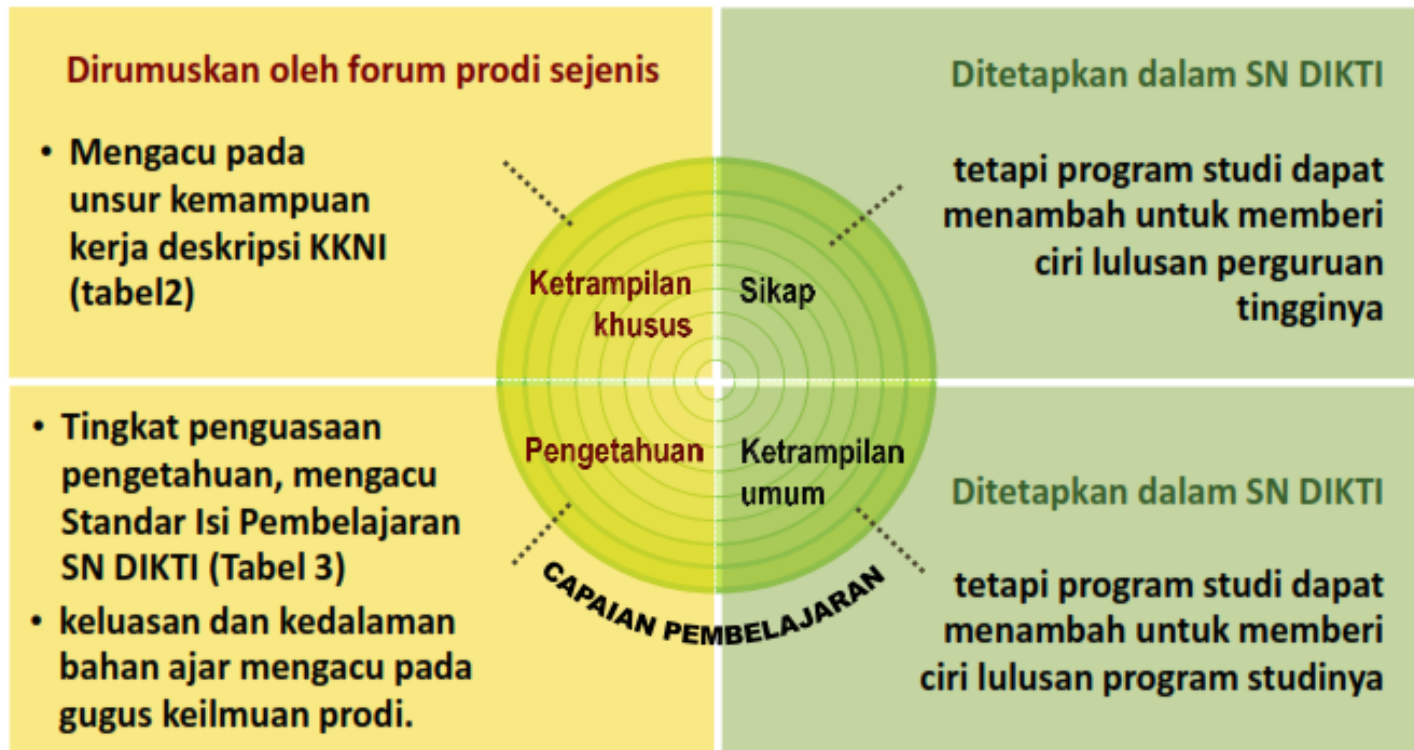 Dirumuskan oleh forum prodi sejenis
• Mengacu pada
unsur kemampuan
kerja deskripsi KKNI
(tabel2)
Ketrampilan
khusus
Ditetapkan dalam SN DIKTI
tetapi program studi dapat
menambah untuk memberi
ciri lulusan perguruan
tingginya
Sikap
• Tingkat penguasaan
pengetahuan, mengacu
Standar Isi Pembelajaran
SN DIKTI (Tabel 3)
• keluasan dan kedalaman
bahan ajar mengacu pada
gugus keilmuan prodi.
Pengetahuan
Ketrampilan
umum
Ditetapkan dalam SN DIKTI
tetapi program studi dapat
menambah untuk memberi
ciri lulusan program studinya
CAPAIAN PEMBELAJARAN